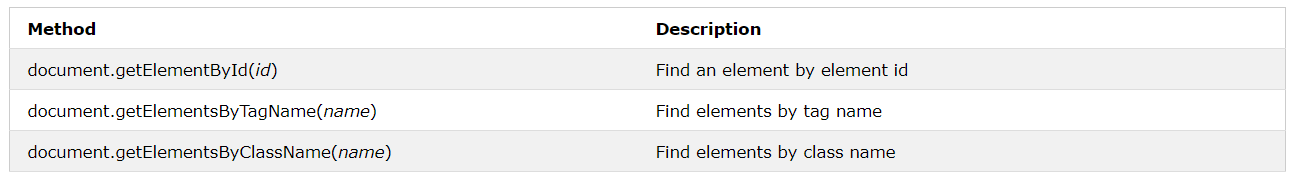 Method Description
document.getElementById(id) Find an element by element id
document.getElementsByTagName(name) Find elements by tag name
document.getElementsByClassName(name) Find elements by class name